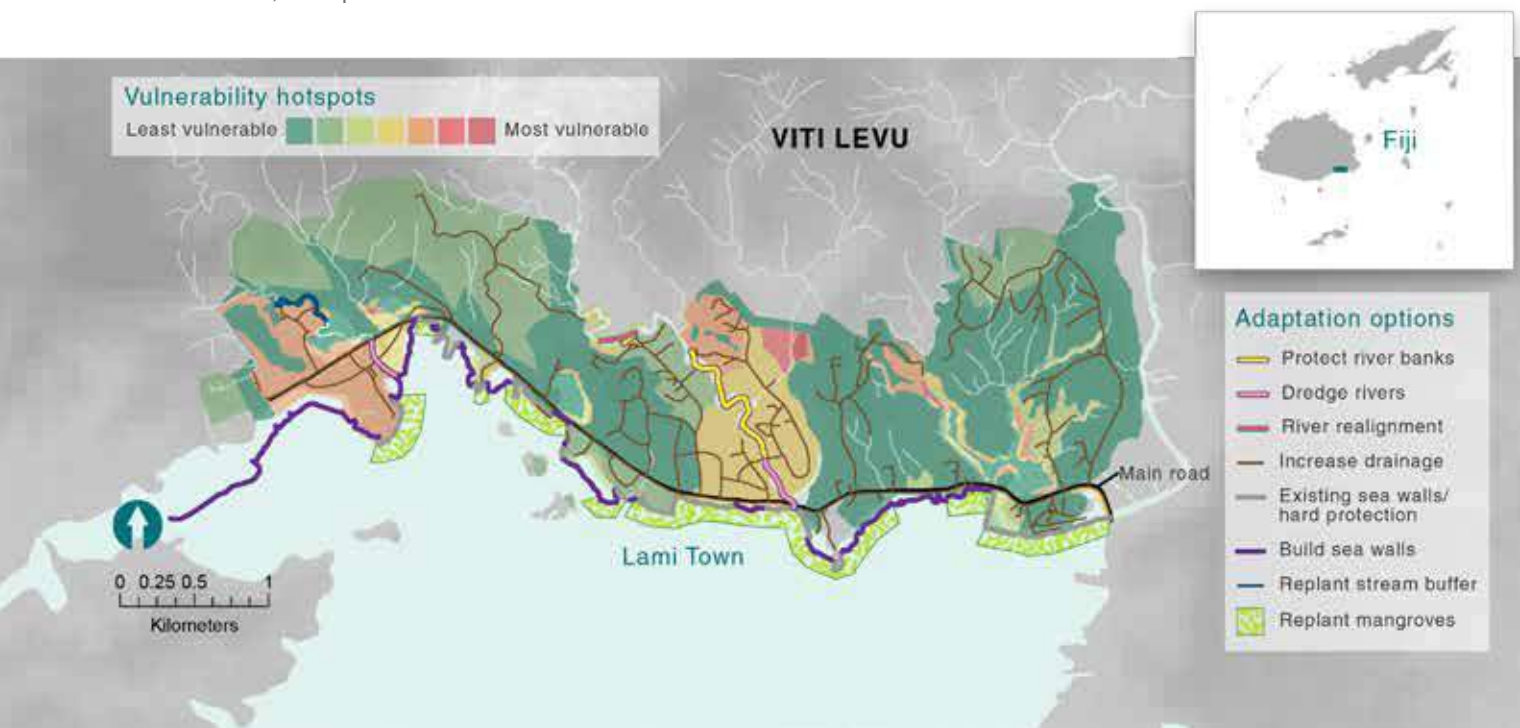 Vulnerability hotspots
Least vulnerable
Most vulnerable
VITI LEVU
Fiji
Adaptation options
Protect river banks
Dredge rivers
River realignment
Increase drainage
Existing sea walls/
hard protection
Build sea walls
Replant stream buffer
Replant mangroves
Main road
Lami Town
0 0.25 0.5 1
Kilometers